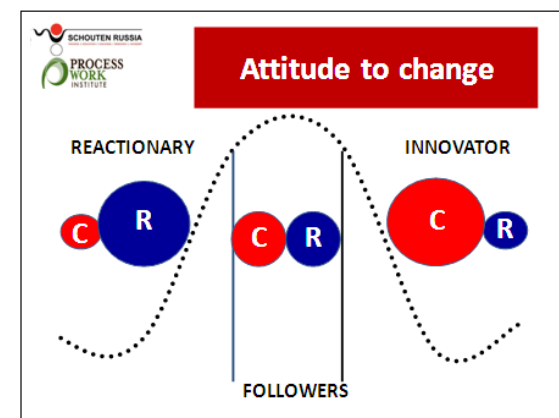 SCHOUTEN RUSSIA
PROCESS
WORK
INSTITUTE
Attitude to change
REACTIONARY
INNOVATOR
C
R
C
R
C
R
FOLLOWERS